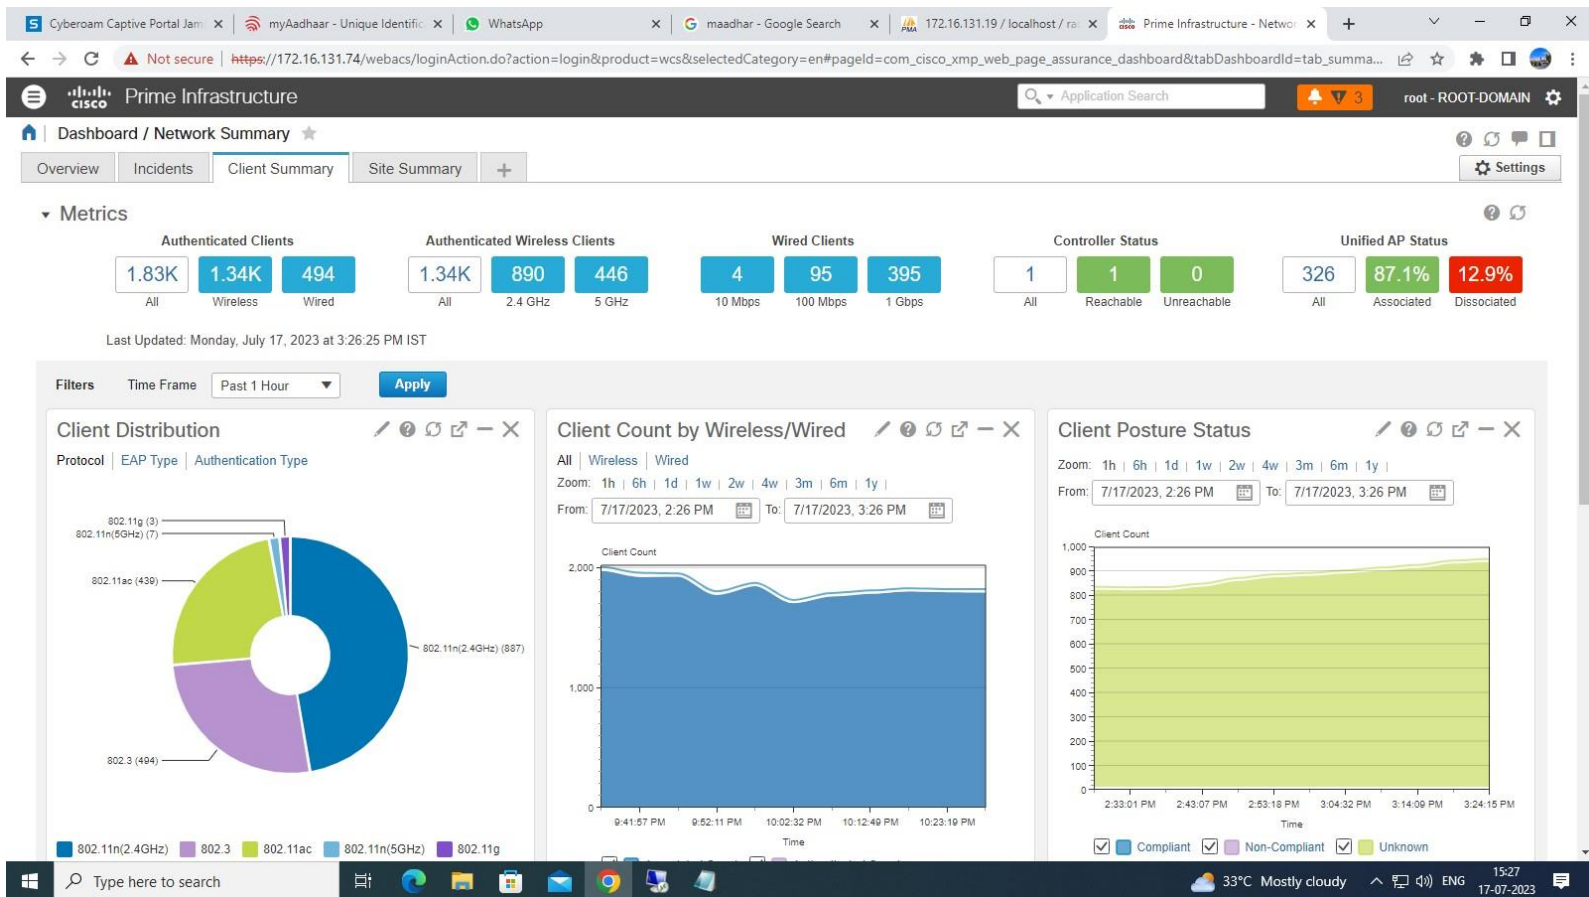 Cyberoam Captive Portal Jam
myAadhaar - Unique Identific
WhatsApp
maadhar - Google Search
172.16.131.19 / localhost / ra
Prime Infrastructure - Networ
Not secure | https://172.16.131.74/webacs/loginAction.do?action=login&product=wcs&selectedCategory=en#pageId=com_cisco_xmp_web_page_assurance_dashboard&tabDashboardId=tab_summa...
cisco Prime Infrastructure
Application Search
3
root - ROOT-DOMAIN
Dashboard / Network Summary
Overview Incidents Client Summary Site Summary +
Settings
Metrics
Authenticated Clients
1.83K 1.34K 494
All Wireless Wired
Authenticated Wireless Clients
1.34K 890 446
All 2.4 GHz 5 GHz
Wired Clients
4 95 395
10 Mbps 100 Mbps 1 Gbps
Controller Status
1 1 0
All Reachable Unreachable
Unified AP Status
326 87.1% 12.9%
All Associated Dissociated
Last Updated: Monday, July 17, 2023 at 3:26:25 PM IST
Filters Time Frame Past 1 Hour Apply
Client Distribution
Protocol | EAP Type | Authentication Type
802.11g (3)
802.11n(5GHz) (7)
802.11ac (439)
802.11n(2.4GHz) (887)
802.3 (494)
802.11n(2.4GHz) 802.3 802.11ac 802.11n(5GHz) 802.11g
Client Count by Wireless/Wired
All | Wireless | Wired
Zoom: 1h | 6h | 1d | 1w | 2w | 4w | 3m | 6m | 1y |
From: 7/17/2023, 2:26 PM To: 7/17/2023, 3:26 PM
Client Count
2,000
1,000
0
9:41:57 PM 9:52:11 PM 10:02:32 PM 10:12:49 PM 10:23:19 PM
Time
Client Posture Status
Zoom: 1h | 6h | 1d | 1w | 2w | 4w | 3m | 6m | 1y |
From: 7/17/2023, 2:26 PM To: 7/17/2023, 3:26 PM
Client Count
1,000
900
800
700
600
500
400
300
200
100
0
2:33:01 PM 2:43:07 PM 2:53:18 PM 3:04:32 PM 3:14:09 PM 3:24:15 PM
Time
Compliant Non-Compliant Unknown
Type here to search
33°C Mostly cloudy
ENG
15:27
17-07-2023